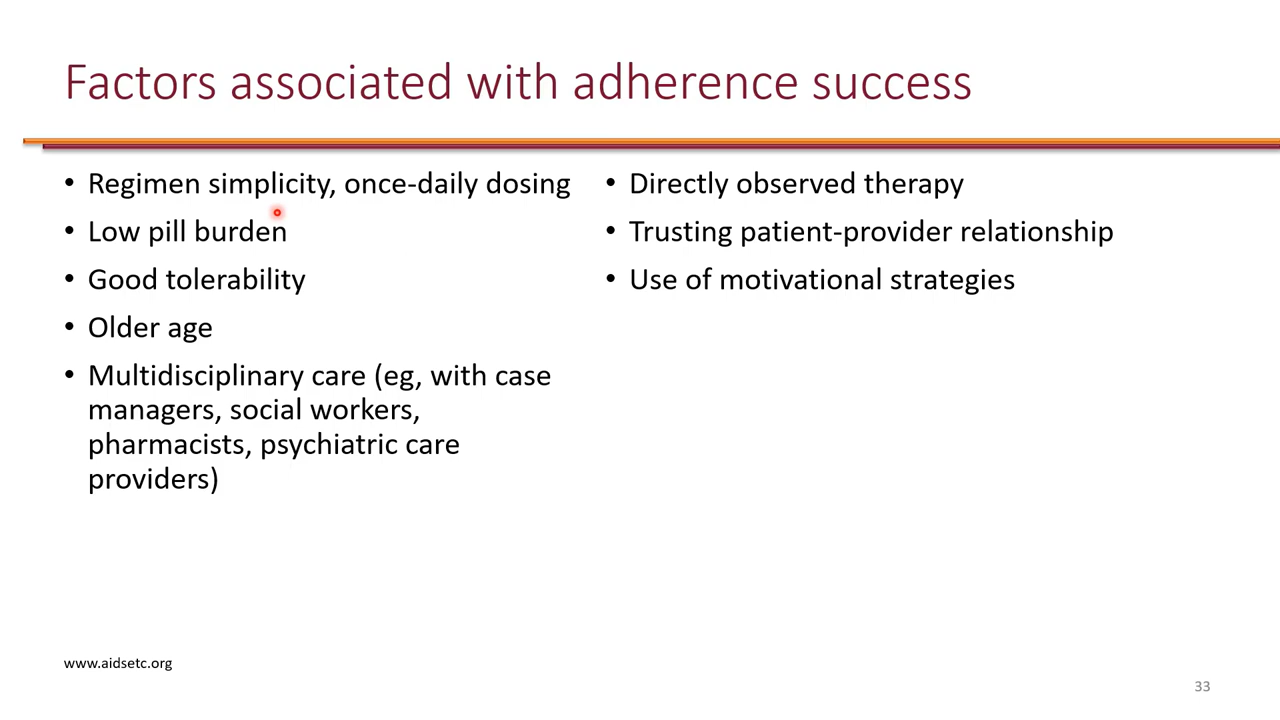 Factors associated with adherence success
• Regimen simplicity, once-daily dosing
• Low pill burden
• Good tolerability
• Older age
• Multidisciplinary care (eg, with case
managers, social workers,
pharmacists, psychiatric care
providers)
• Directly observed therapy
• Trusting patient-provider relationship
• Use of motivational strategies
www.aidsetc.org
33